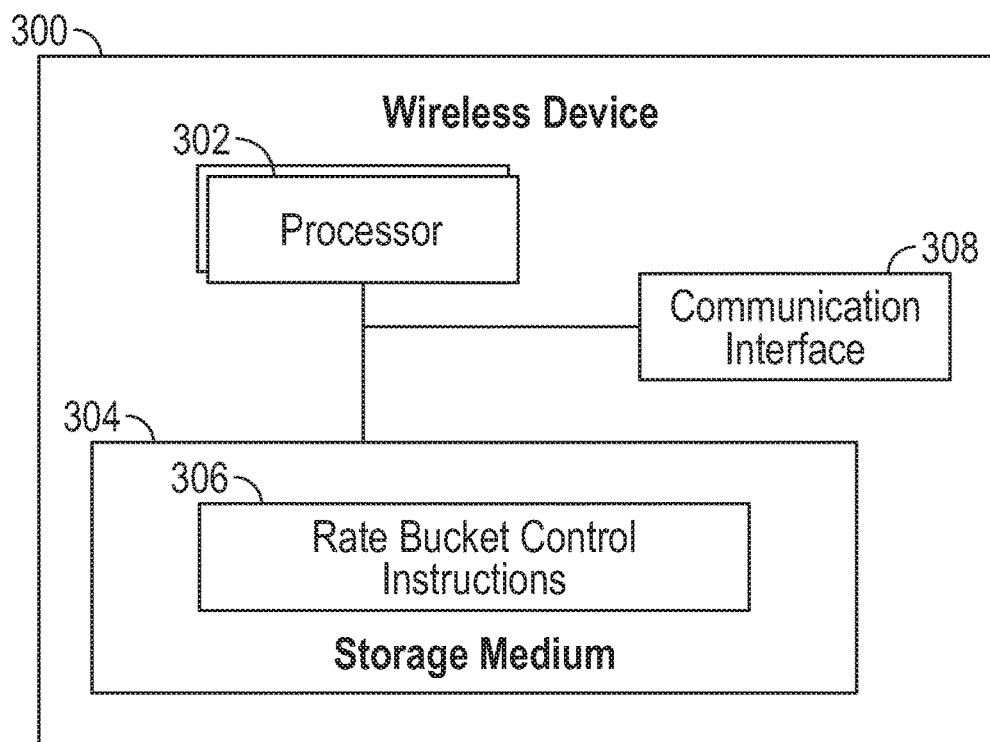 300
Wireless Device
302
Processor
308
Communication
Interface
304
306
Rate Bucket Control
Instructions
Storage Medium